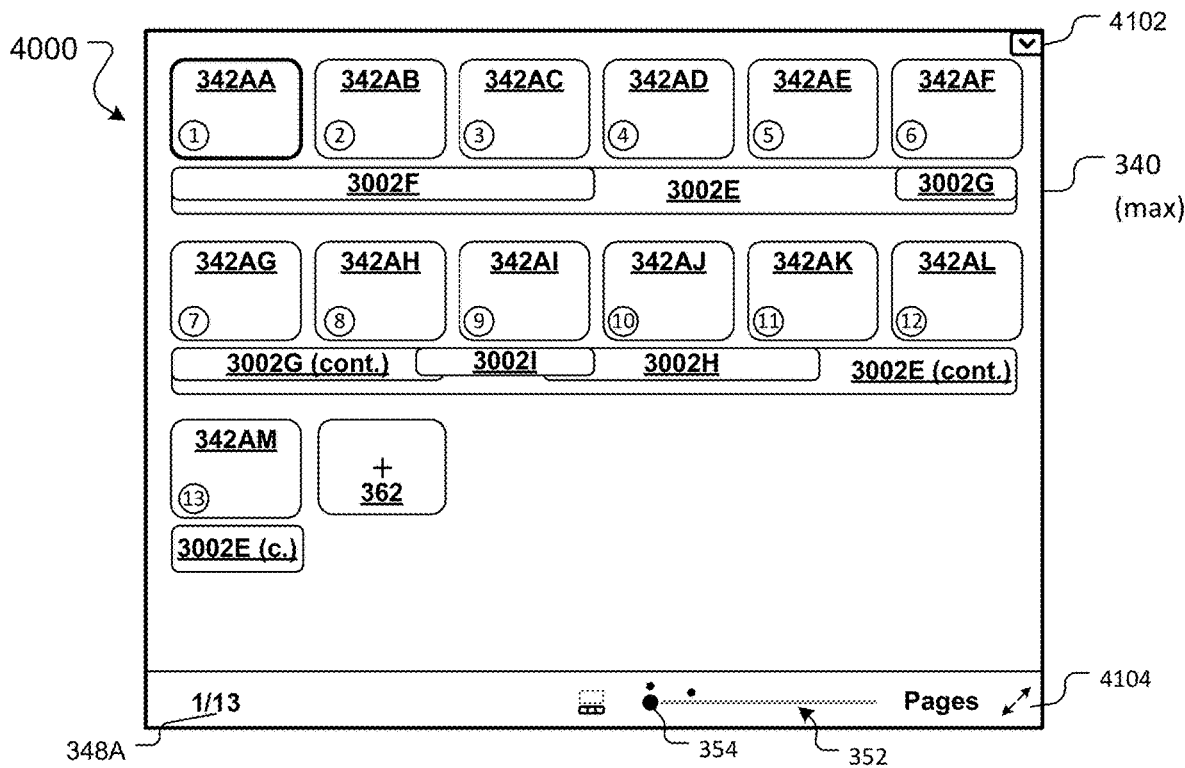 4102
4000
342AA 342AB 342AC 342AD 342AE 342AF
1 2 3 4 5 6
3002F 3002E 3002G
340
(max)
342AG 342AH 342AI 342AJ 342AK 342AL
7 8 9 10 11 12
3002G (cont.) 3002I 3002H 3002E (cont.)
342AM
13
+
362
3002E (c.)
1/13 Pages
4104
348A 354 352